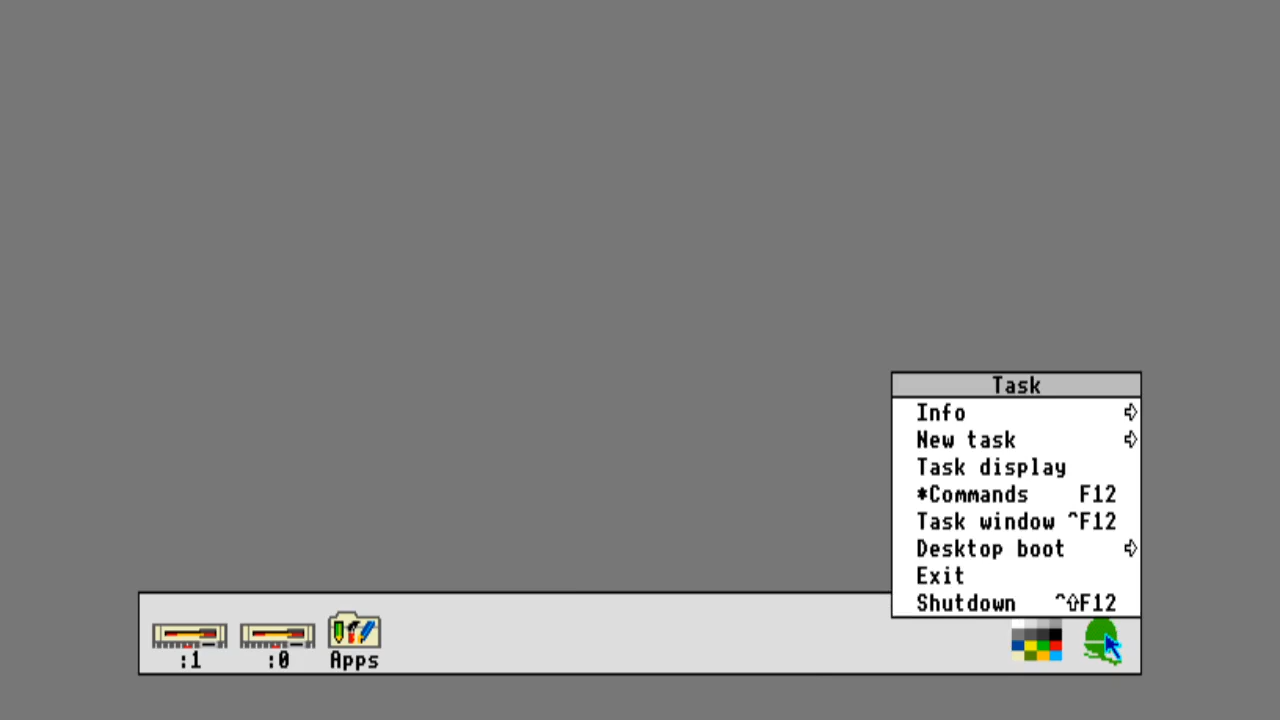 Task
Info
New task
Task display
*Commands F12
Task window ^F12
Desktop boot
Exit
Shutdown ^⇧F12
:1 :0 Apps